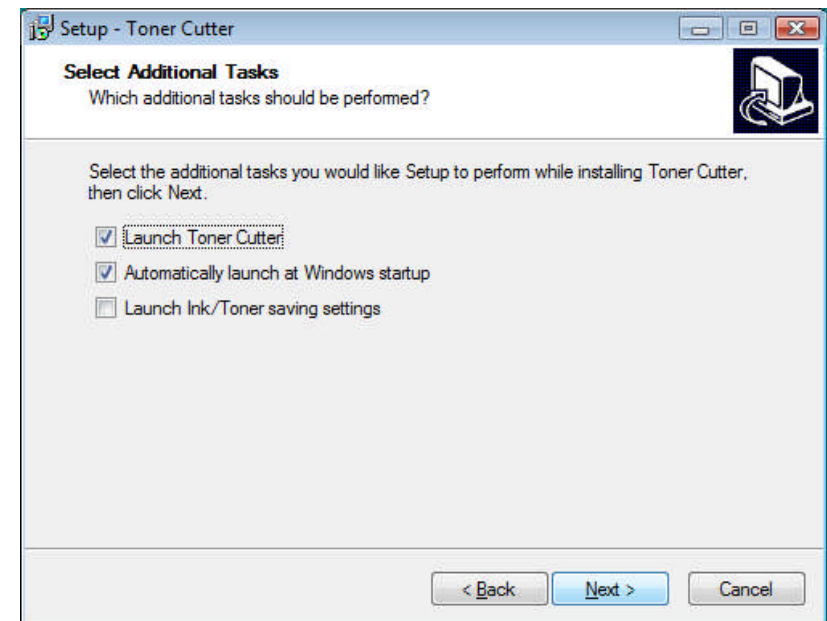 Setup - Toner Cutter
Select Additional Tasks
Which additional tasks should be performed?
Select the additional tasks you would like Setup to perform while installing Toner Cutter,
then click Next.
Launch Toner Cutter
Automatically launch at Windows startup
Launch Ink/Toner saving settings
< Back Next > Cancel